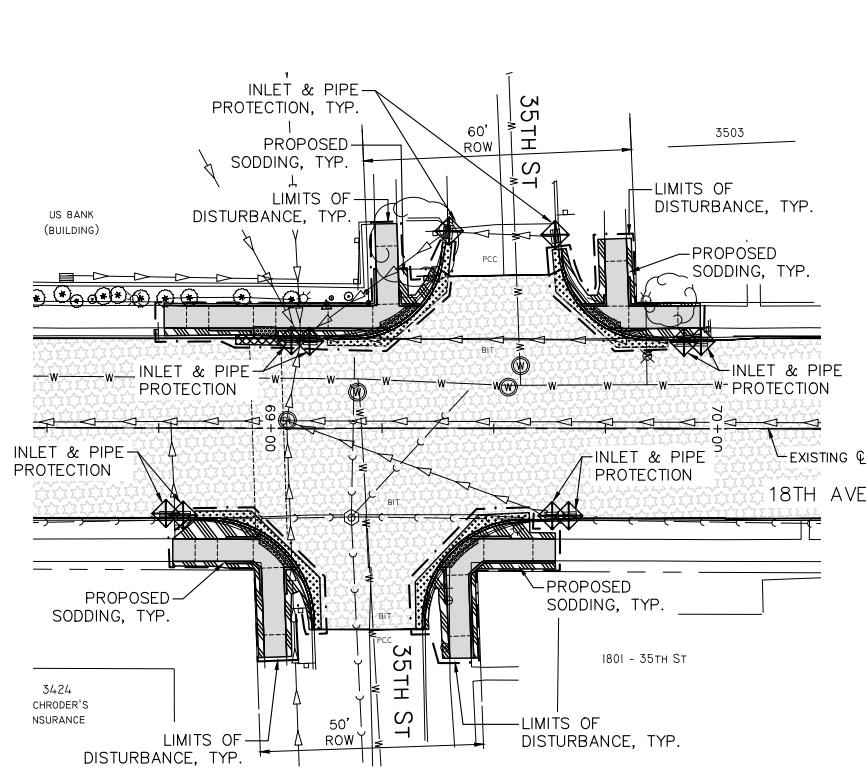 INLET & PIPE
PROTECTION, TYP.
35TH ST
60'
ROW
3503
PROPOSED
SODDING, TYP.
LIMITS OF
DISTURBANCE, TYP.
LIMITS OF
DISTURBANCE, TYP.
US BANK
(BUILDING)
PROPOSED
SODDING, TYP.
PCC
W
W
W
BIT
INLET & PIPE
PROTECTION
INLET & PIPE
PROTECTION
W
W
W
W
W
W
W
W
W
W
69+00
70+00
INLET & PIPE
PROTECTION
INLET & PIPE
PROTECTION
EXISTING ℄
18TH AVE
BIT
W
W
W
PROPOSED
SODDING, TYP.
PROPOSED
SODDING, TYP.
BIT
PCC
35TH ST
1801 - 35TH ST
3424
CHRODER'S
NSURANCE
W
50'
ROW
LIMITS OF
DISTURBANCE, TYP.
LIMITS OF
DISTURBANCE, TYP.
W